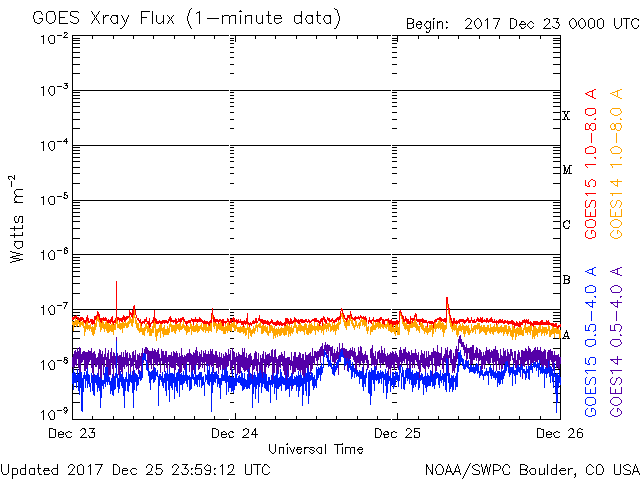 GOES Xray Flux (1-minute data)
Begin: 2017 Dec 23 0000 UTC
Watts m-2
10-2
10-3
10-4
10-5
10-6
10-7
10-8
10-9
X
M
C
B
A
GOES15 1.0-8.0 A
GOES14 1.0-8.0 A
GOES15 0.5-4.0 A
GOES14 0.5-4.0 A
Dec 23
Dec 24
Dec 25
Dec 26
Universal Time
Updated 2017 Dec 25 23:59:12 UTC
NOAA/SWPC Boulder, CO USA